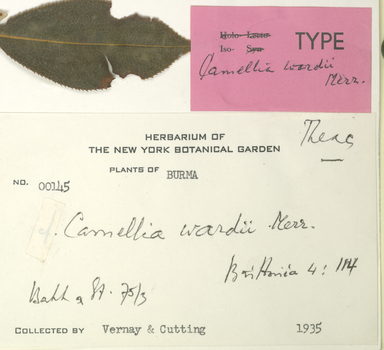 Holo- Lecto-
Iso- Syn-
TYPE
Camellia wardii
Merr.
Theac
HERBARIUM OF
THE NEW YORK BOTANICAL GARDEN
PLANTS OF BURMA
NO. 00145
cf. Camellia wardii Merr.
Brittonia 4: 114
COLLECTED BY Vernay & Cutting 1935